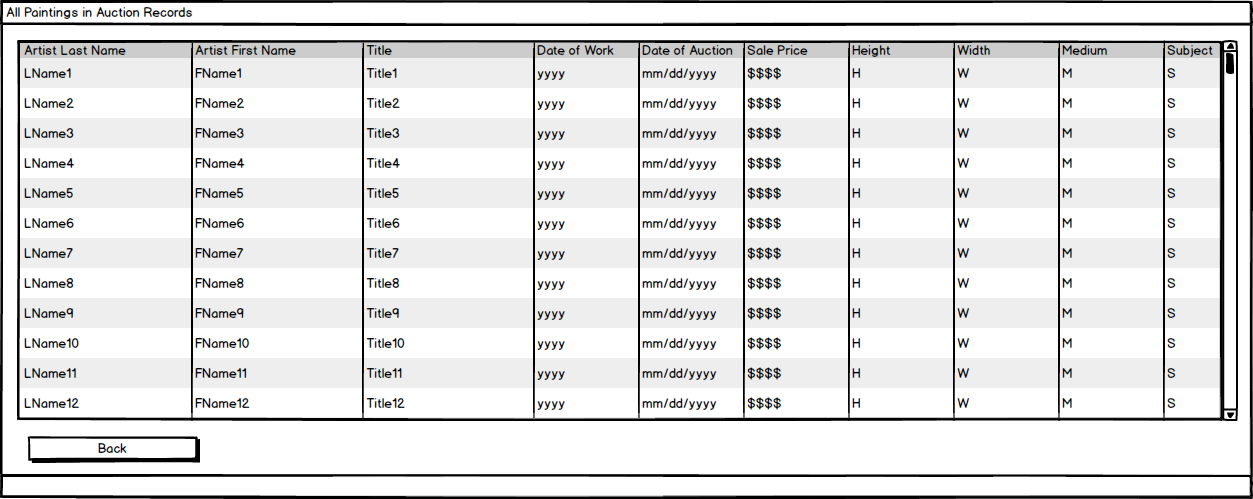 All Paintings in Auction Records
Artist Last Name Artist First Name Title Date of Work Date of Auction Sale Price Height Width Medium Subject
LName1 FName1 Title1 yyyy mm/dd/yyyy $$$$ H W M S
LName2 FName2 Title2 yyyy mm/dd/yyyy $$$$ H W M S
LName3 FName3 Title3 yyyy mm/dd/yyyy $$$$ H W M S
LName4 FName4 Title4 yyyy mm/dd/yyyy $$$$ H W M S
LName5 FName5 Title5 yyyy mm/dd/yyyy $$$$ H W M S
LName6 FName6 Title6 yyyy mm/dd/yyyy $$$$ H W M S
LName7 FName7 Title7 yyyy mm/dd/yyyy $$$$ H W M S
LName8 FName8 Title8 yyyy mm/dd/yyyy $$$$ H W M S
LName9 FName9 Title9 yyyy mm/dd/yyyy $$$$ H W M S
LName10 FName10 Title10 yyyy mm/dd/yyyy $$$$ H W M S
LName11 FName11 Title11 yyyy mm/dd/yyyy $$$$ H W M S
LName12 FName12 Title12 yyyy mm/dd/yyyy $$$$ H W M S
Back